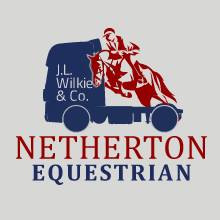 J.L.
Wilkie
& Co.
NETHERTON
EQUESTRIAN